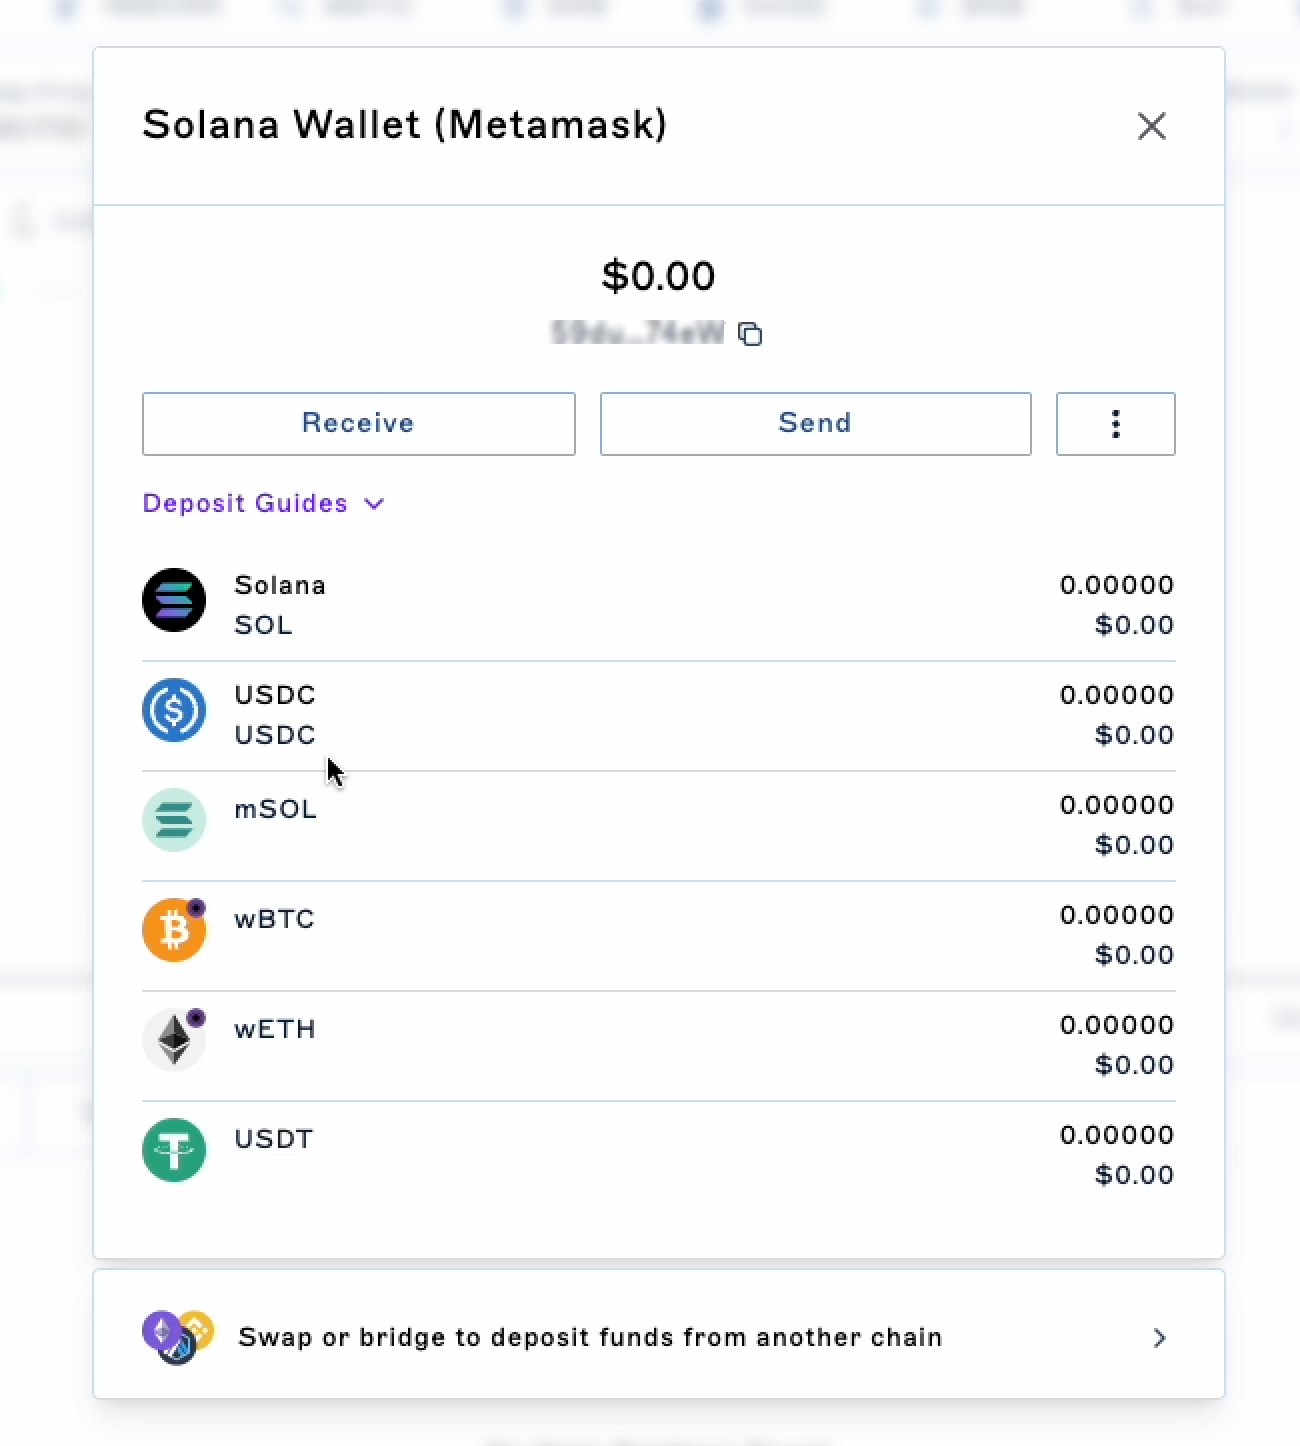 Solana Wallet (Metamask)
$0.00
Receive
Send
Deposit Guides
Solana
0.00000
SOL
$0.00
USDC
0.00000
USDC
$0.00
mSOL
0.00000
$0.00
wBTC
0.00000
$0.00
wETH
0.00000
$0.00
USDT
0.00000
$0.00
Swap or bridge to deposit funds from another chain